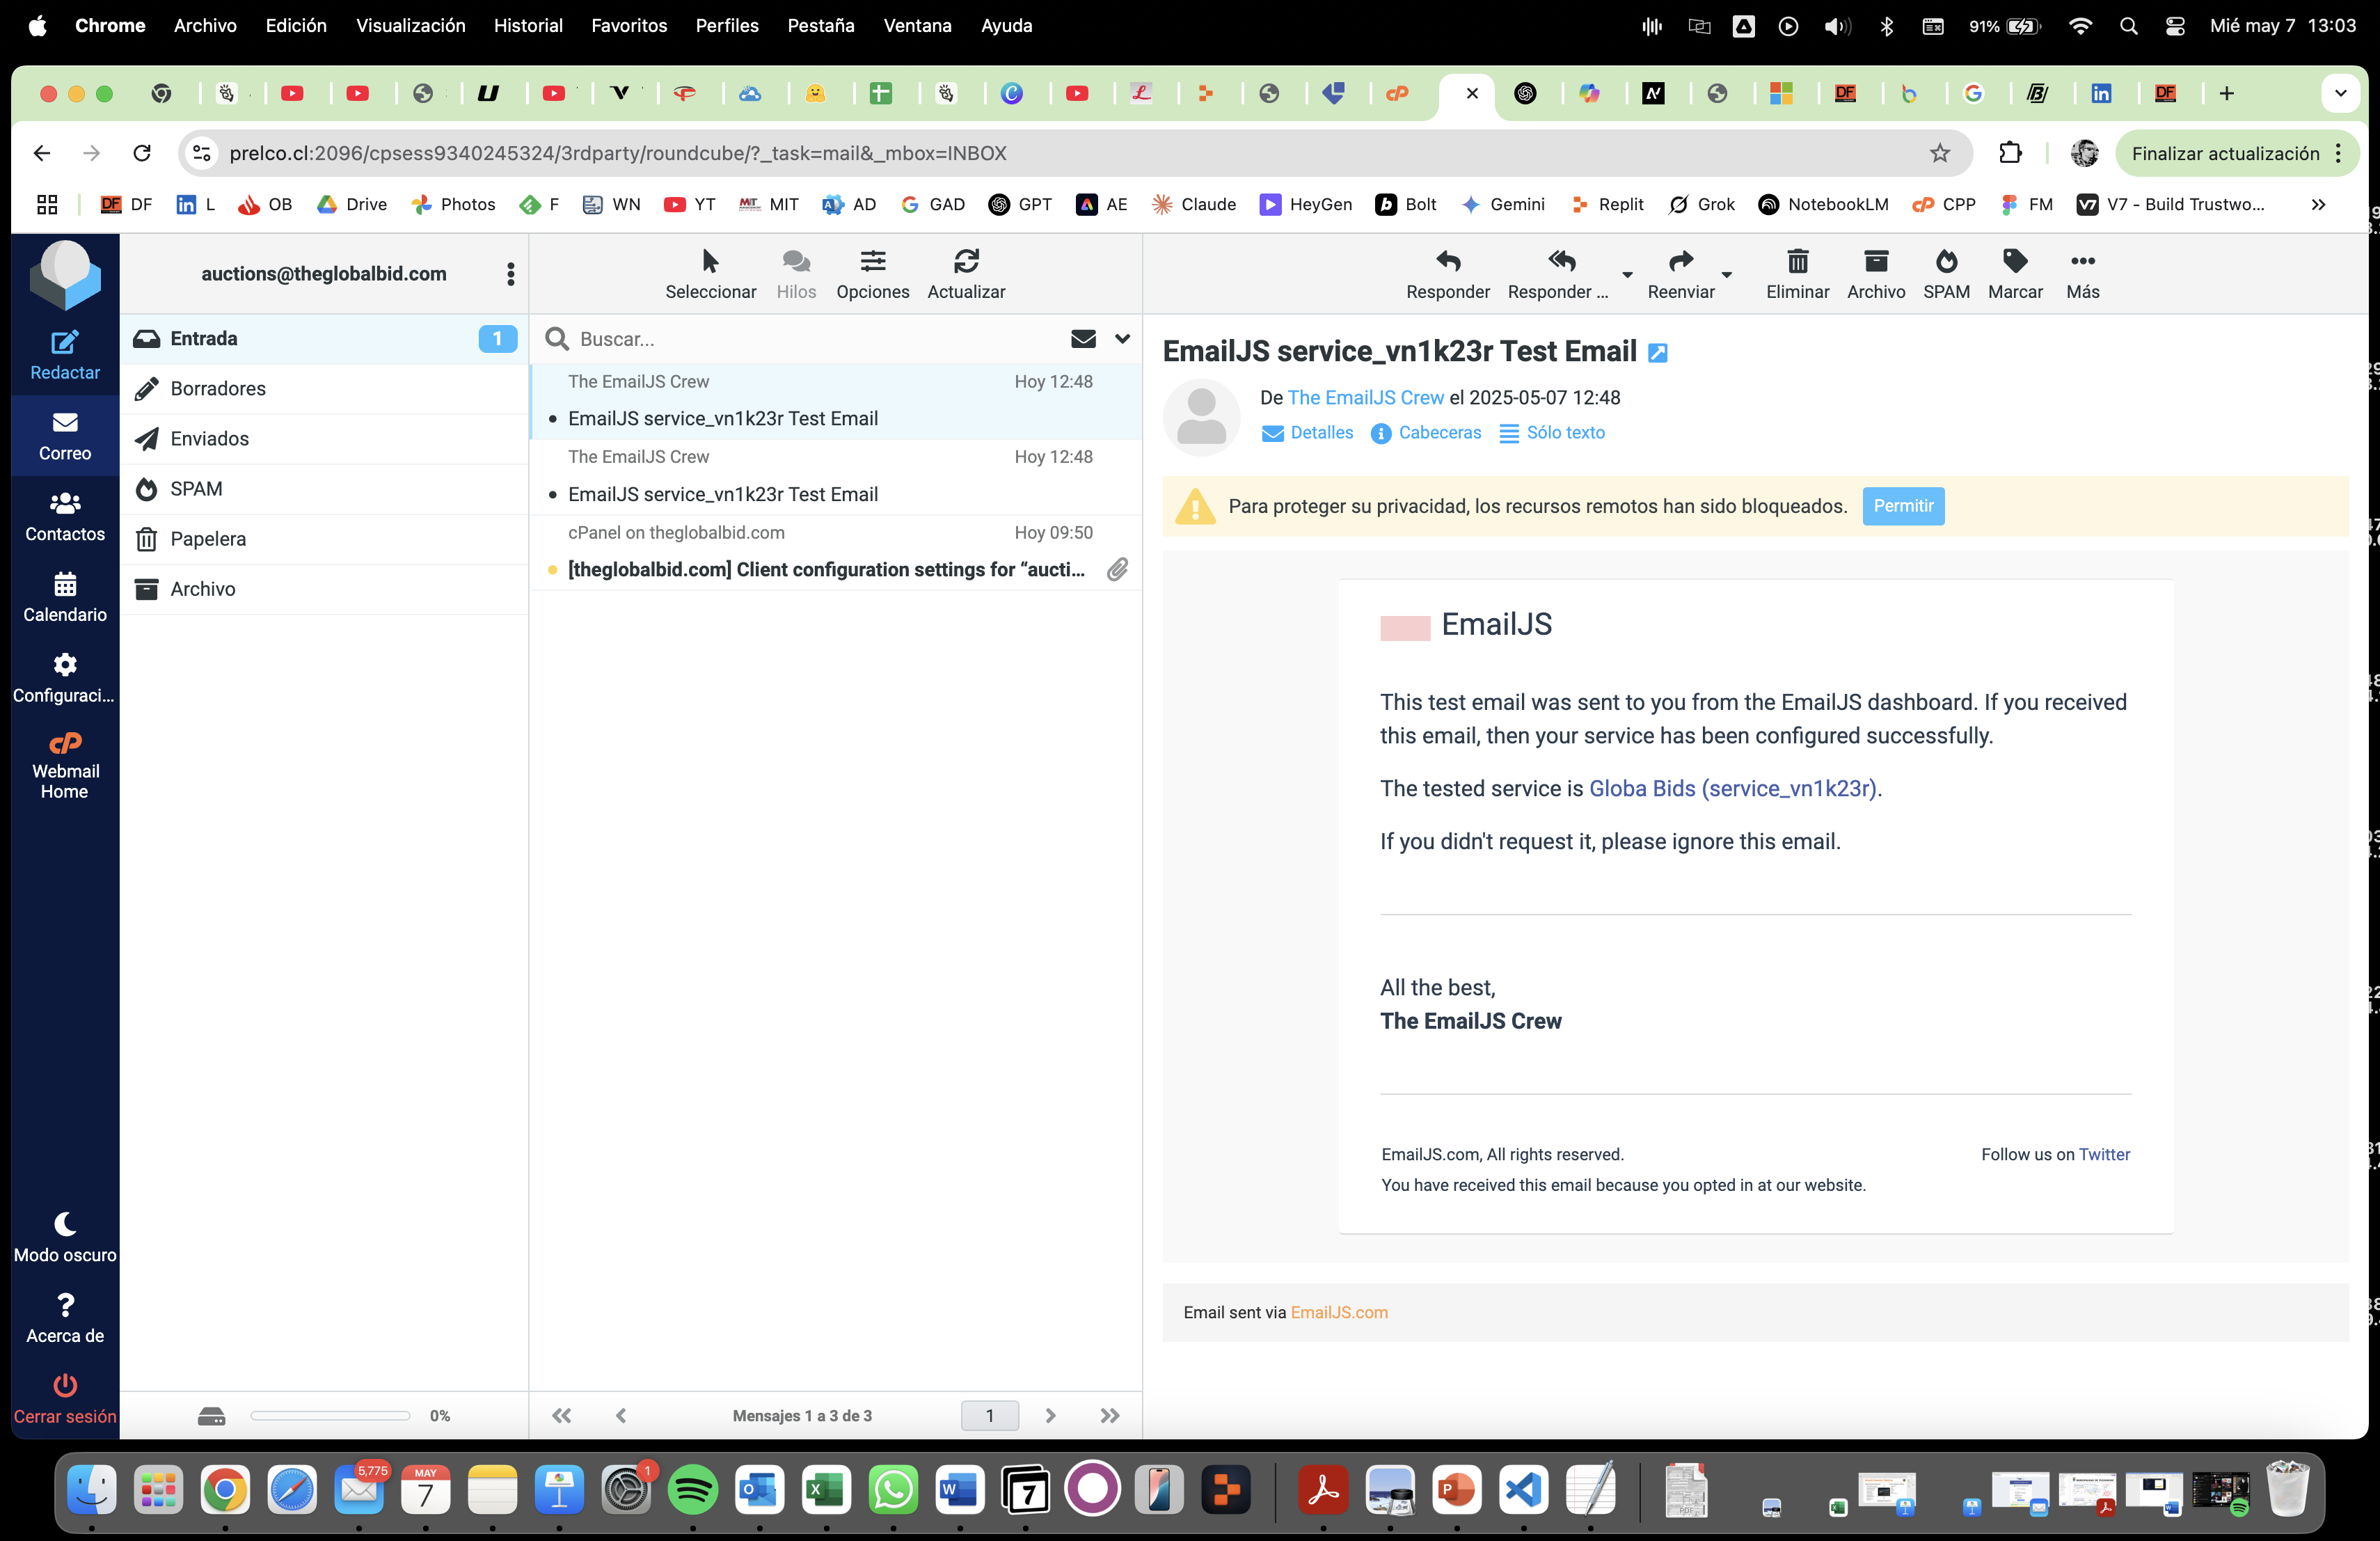 Chrome Archivo Edición Visualización Historial Favoritos Perfiles Pestaña Ventana Ayuda 91% Mié may 7 13:03
prelco.cl:2096/cpsess9340245324/3rdparty/roundcube/?_task=mail&_mbox=INBOX Finalizar actualización
DF L OB Drive Photos F WN YT MIT AD GAD GPT AE Claude HeyGen Bolt Gemini Replit Grok NotebookLM CPP FM V7 - Build Trustwo... »
Redactar
Correo
Contactos
Calendario
Configuraci...
Webmail
Home
Modo oscuro
Acerca de
Cerrar sesión
auctions@theglobalbid.com
Entrada 1
Borradores
Enviados
SPAM
Papelera
Archivo
0%
Seleccionar Hilos Opciones Actualizar
Buscar...
The EmailJS Crew Hoy 12:48
• EmailJS service_vn1k23r Test Email
The EmailJS Crew Hoy 12:48
• EmailJS service_vn1k23r Test Email
cPanel on theglobalbid.com Hoy 09:50
[theglobalbid.com] Client configuration settings for “aucti...
Mensajes 1 a 3 de 3 1
Responder Responder ... Reenviar Eliminar Archivo SPAM Marcar Más
EmailJS service_vn1k23r Test Email
De The EmailJS Crew el 2025-05-07 12:48
Detalles Cabeceras Sólo texto
Para proteger su privacidad, los recursos remotos han sido bloqueados. Permitir
EmailJS
This test email was sent to you from the EmailJS dashboard. If you received
this email, then your service has been configured successfully.
The tested service is Globa Bids (service_vn1k23r).
If you didn't request it, please ignore this email.
All the best,
The EmailJS Crew
EmailJS.com, All rights reserved. Follow us on Twitter
You have received this email because you opted in at our website.
Email sent via EmailJS.com
5,775
MAY
7
1
7